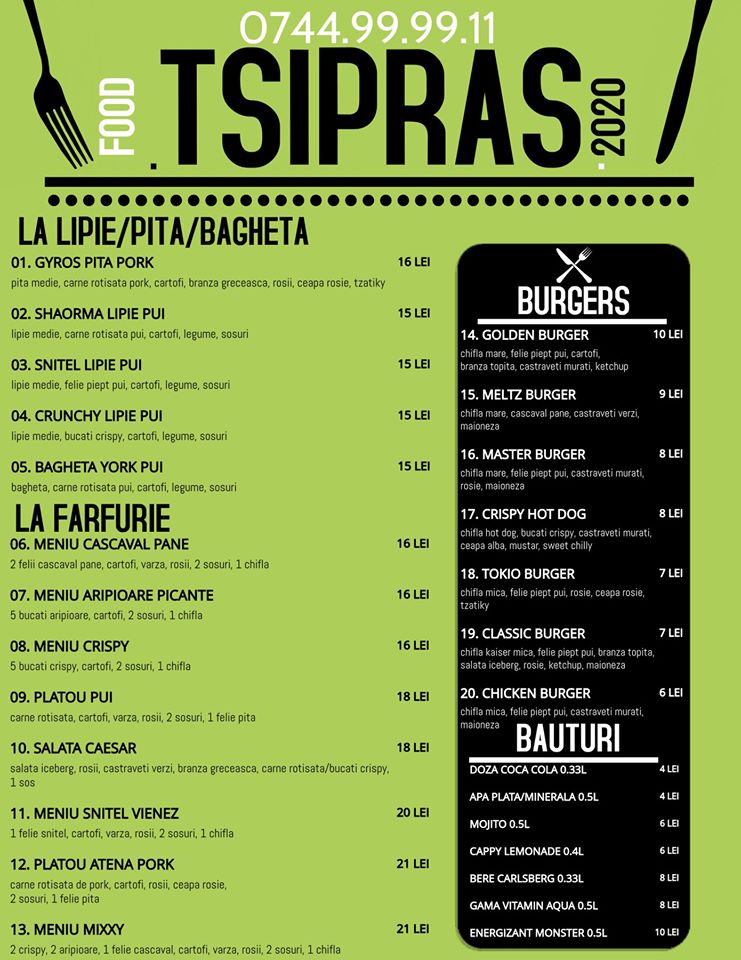 0744.99.99.11
FOOD
.TSIPRAS
.2020
LA LIPIE/PITA/BAGHETA
01. GYROS PITA PORK 16 LEI
pita medie, carne rotisata pork, cartofi, branza greceasca, rosii, ceapa rosie, tzatiky
02. SHAORMA LIPIE PUI 15 LEI
lipie medie, carne rotisata pui, cartofi, legume, sosuri
03. SNITEL LIPIE PUI 15 LEI
lipie medie, felie piept pui, cartofi, legume, sosuri
04. CRUNCHY LIPIE PUI 15 LEI
lipie medie, bucati crispy, cartofi, legume, sosuri
05. BAGHETA YORK PUI 15 LEI
bagheta, carne rotisata pui, cartofi, legume, sosuri
LA FARFURIE
06. MENIU CASCAVAL PANE 16 LEI
2 felii cascaval pane, cartofi, varza, rosii, 2 sosuri, 1 chifla
07. MENIU ARIPIOARE PICANTE 16 LEI
5 bucati aripioare, cartofi, 2 sosuri, 1 chifla
08. MENIU CRISPY 16 LEI
5 bucati crispy, cartofi, 2 sosuri, 1 chifla
09. PLATOU PUI 18 LEI
carne rotisata, cartofi, varza, rosii, 2 sosuri, 1 felie pita
10. SALATA CAESAR 18 LEI
salata iceberg, rosii, castraveti verzi, branza greceasca, carne rotisata/bucati crispy,
1 sos
11. MENIU SNITEL VIENEZ 20 LEI
1 felie snitel, cartofi, varza, rosii, 2 sosuri, 1 chifla
12. PLATOU ATENA PORK 21 LEI
carne rotisata de pork, cartofi, rosii, ceapa rosie,
2 sosuri, 1 felie pita
13. MENIU MIXXY 21 LEI
2 crispy, 2 aripioare, 1 felie cascaval, cartofi, varza, rosii, 2 sosuri, 1 chifla
BURGERS
14. GOLDEN BURGER 10 LEI
chifla mare, felie piept pui, cartofi,
branza topita, castraveti murati, ketchup
15. MELTZ BURGER 9 LEI
chifla mare, cascaval pane, castraveti verzi,
maioneza
16. MASTER BURGER 8 LEI
chifla mare, felie piept pui, castraveti murati,
rosie, maioneza
17. CRISPY HOT DOG 8 LEI
chifla hot dog, bucati crispy, castraveti murati,
ceapa alba, mustar, sweet chilly
18. TOKIO BURGER 7 LEI
chifla mica, felie piept pui, rosie, ceapa rosie,
tzatiky
19. CLASSIC BURGER 7 LEI
chifla kaiser mica, felie piept pui, branza topita,
salata iceberg, rosie, ketchup, maioneza
20. CHICKEN BURGER 6 LEI
chifla mica, felie piept pui, castraveti murati,
maioneza
BAUTURI
DOZA COCA COLA 0.33L 4 LEI
APA PLATA/MINERALA 0.5L 4 LEI
MOJITO 0.5L 6 LEI
CAPPY LEMONADE 0.4L 6 LEI
BERE CARLSBERG 0.33L 8 LEI
GAMA VITAMIN AQUA 0.5L 8 LEI
ENERGIZANT MONSTER 0.5L 10 LEI